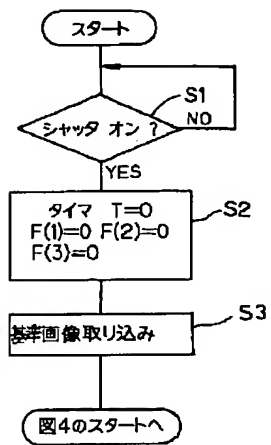 スタート
S1
シャッタ オン ?
NO
YES
S2
タイマ T=0
F(1)=0 F(2)=0
F(3)=0
S3
基準画像取り込み
図4のスタートへ